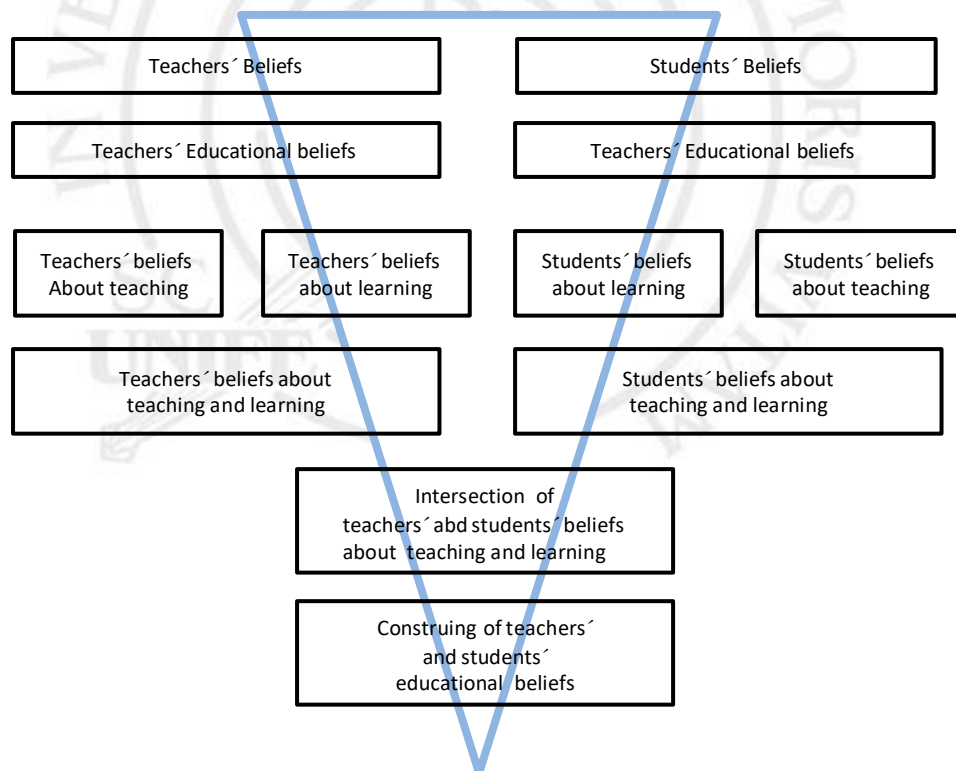 Teachers´ Beliefs
Students´ Beliefs
Teachers´ Educational beliefs
Teachers´ Educational beliefs
Teachers´ beliefs
About teaching
Teachers´ beliefs
about learning
Students´ beliefs
about learning
Students´ beliefs
about teaching
Teachers´ beliefs about
teaching and learning
Students´ beliefs about
teaching and learning
Intersection of
teachers´ abd students´ beliefs
about teaching and learning
Construing of teachers´
and students´
educational beliefs
UNIFE